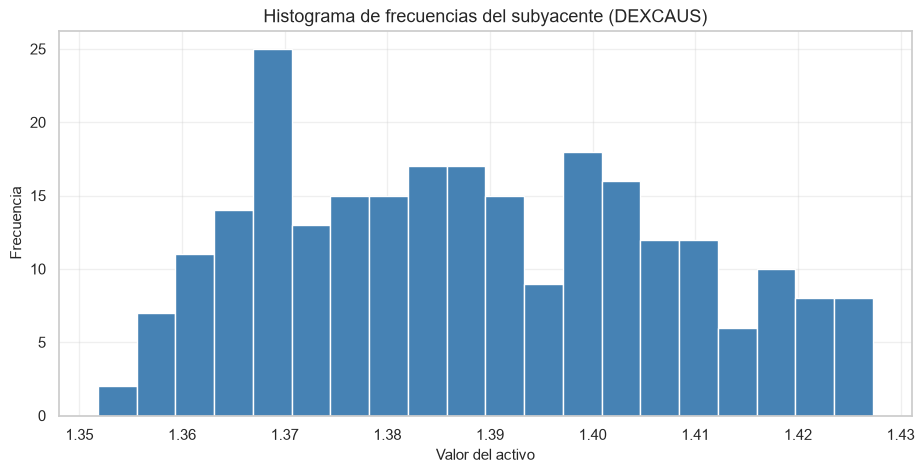 Histograma de frecuencias del subyacente (DEXCAUS)
25
20
15
10
5
0
Frecuencia
1.35 1.36 1.37 1.38 1.39 1.40 1.41 1.42 1.43
Valor del activo